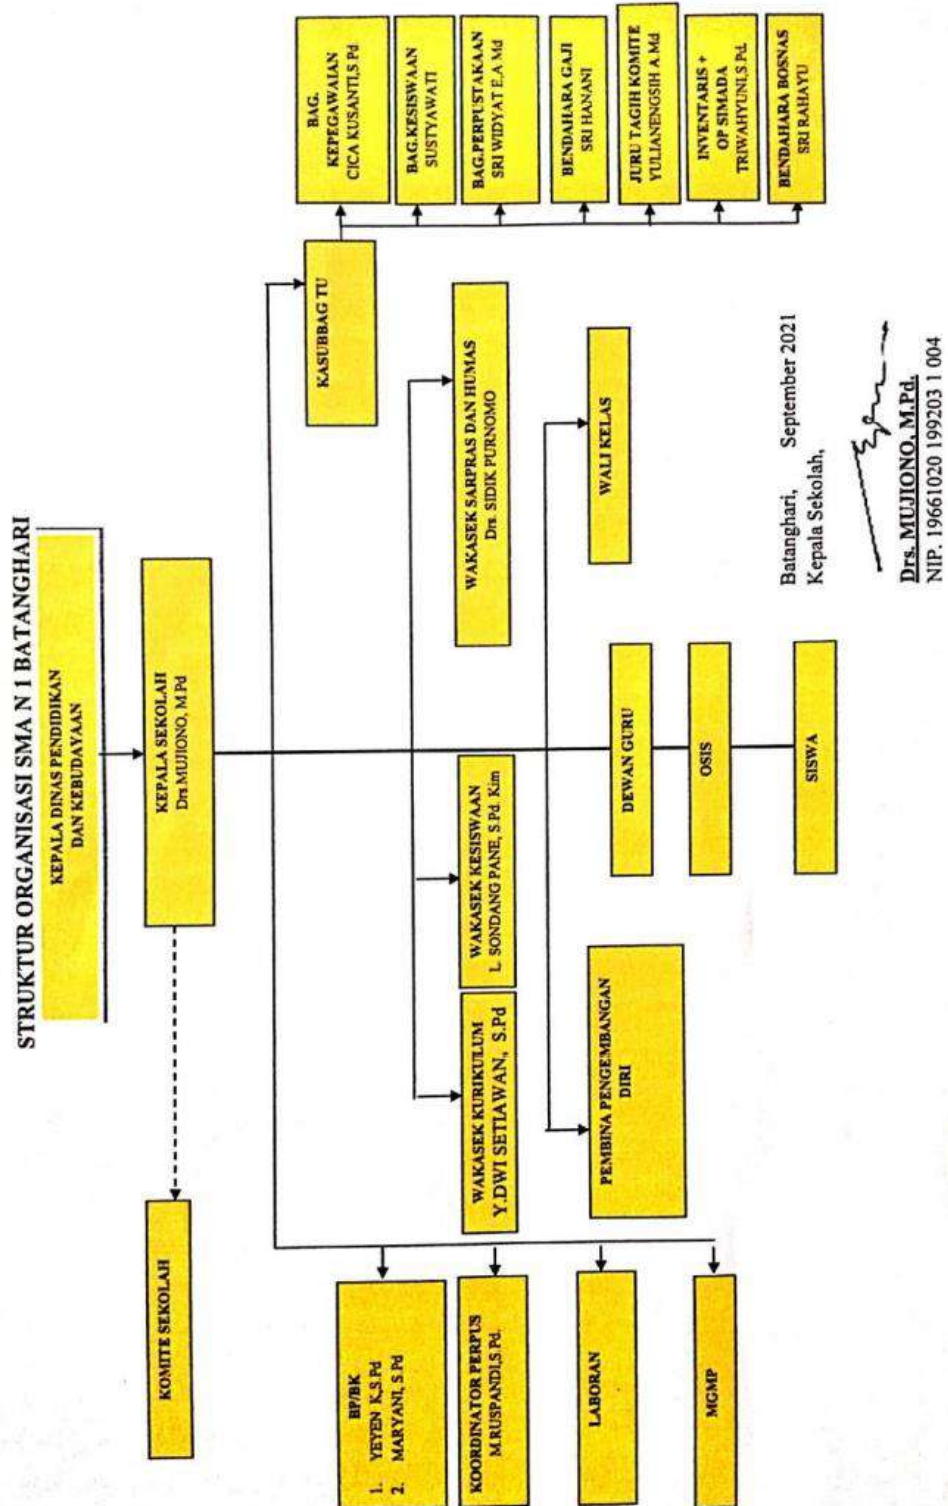 STRUKTUR ORGANISASI SMA N 1 BATANGHARI
KEPALA DINAS PENDIDIKAN
DAN KEBUDAYAAN
KOMITE SEKOLAH
KEPALA SEKOLAH
Drs.MUJIONO, M.Pd
BP/BK
1. YEYEN K,S.Pd
2. MARYANI, S.Pd
KOORDINATOR PERPUS
M.RUSPANDI,S.Pd.
LABORAN
MGMP
WAKASEK KURIKULUM
Y.DWI SETIAWAN, S.Pd
WAKASEK KESISWAAN
L. SONDANG PANE, S.Pd. Kim
WAKASEK SARPRAS DAN HUMAS
Drs. SIDIK PURNOMO
PEMBINA PENGEMBANGAN
DIRI
WALI KELAS
DEWAN GURU
OSIS
SISWA
KASUBBAG TU
BAG.
KEPEGAWAIAN
CICA KUSANTI,S.Pd
BAG.KESISWAAN
SUSTYAWATI
BAG.PERPUSTAKAAN
SRI WIDYAT E,A.Md
BENDAHARA GAJI
SRI HANANI
JURU TAGIH KOMITE
YULIANENGSIH A.Md
INVENTARIS +
OP SIMADA
TRIWAHYUNI,S.Pd.
BENDAHARA BOSNAS
SRI RAHAYU
Batanghari, September 2021
Kepala Sekolah,
Drs. MUJIONO, M.Pd.
NIP. 19661020 199203 1 004